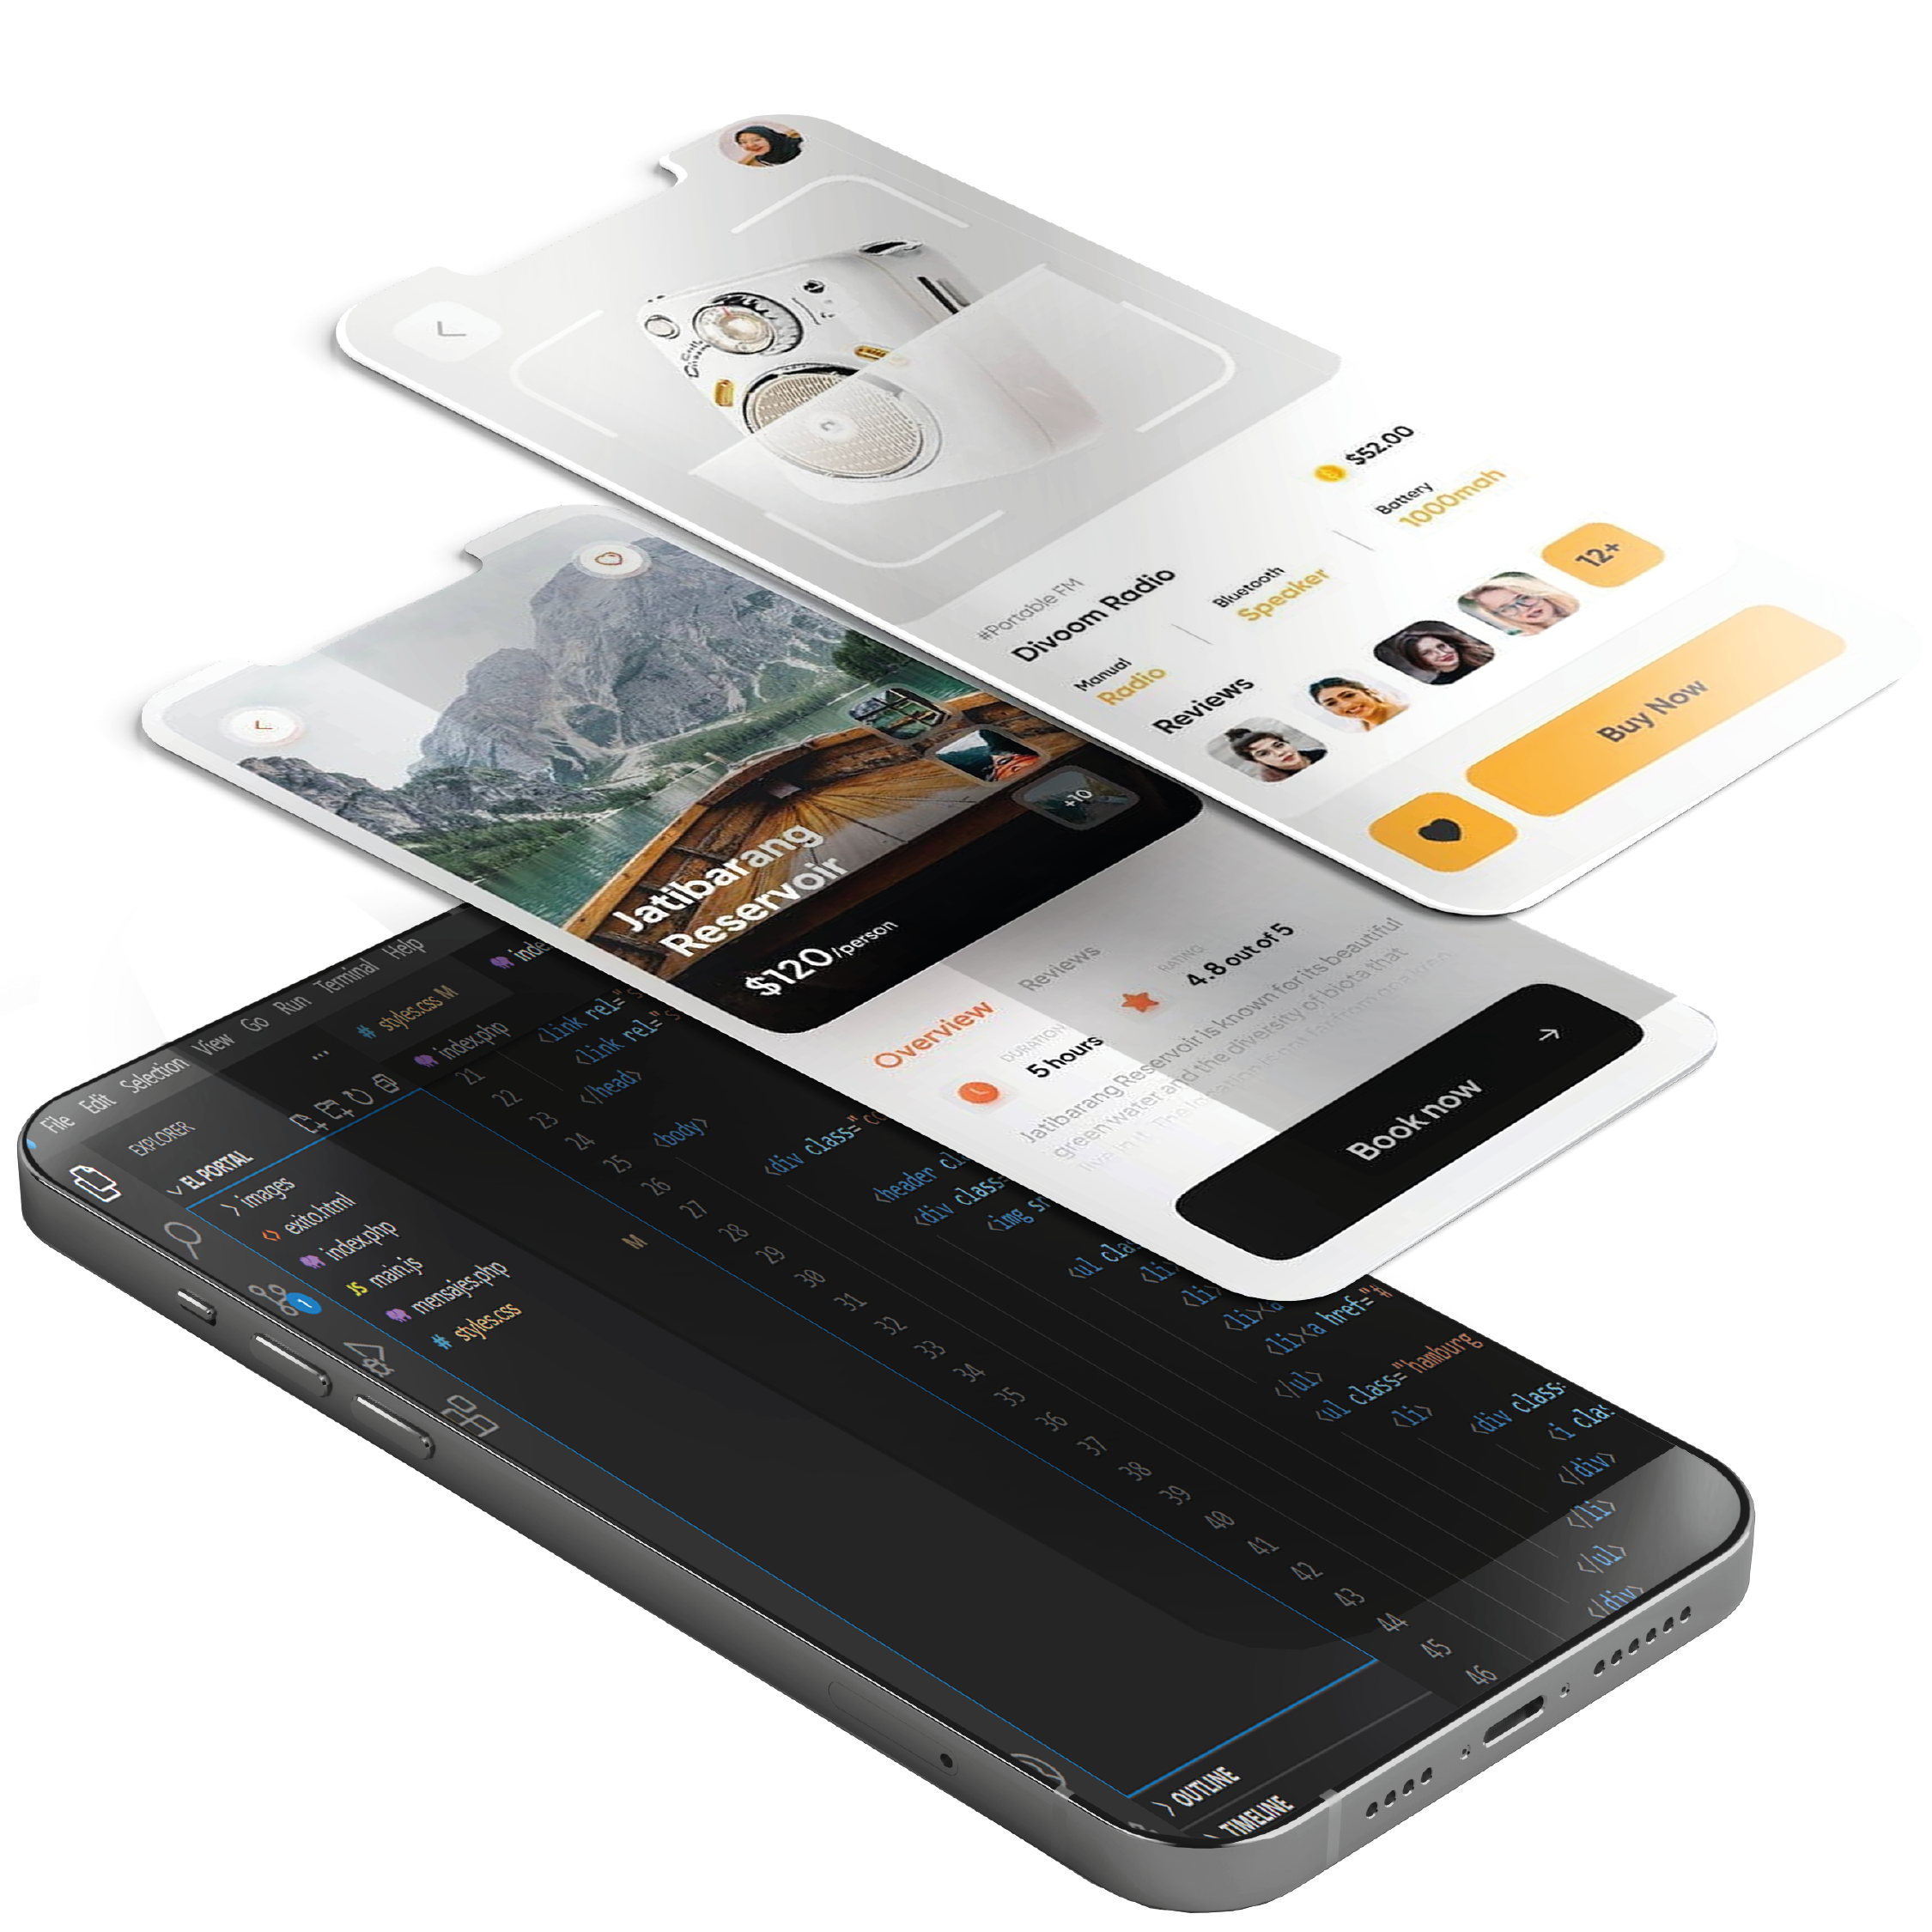 $52.00
#Portable FM
Divoom Radio
Manual
Radio
Bluetooth
Speaker
Battery
1000mah
Reviews
12+
Buy Now
+10
Jatibarang
Reservoir
$120/person
Overview
Reviews
DURATION
5 hours
RATING
4.8 out of 5
Jatibarang Reservoir is known for its beautiful
green water and the diversity of biota that
live in it. The location is not far from
Book now
File Edit Selection View Go Run Terminal Help
EXPLORER
...
EL PORTAL
images
exito.html
index.php
JS main.js
mensajes.php
# styles.css
M
1
OUTLINE
TIMELINE
# styles.css M
index.php
21 <link rel="
22 <link rel="
23 </head>
24
25 <body>
26
27 <div class="
28
29 <header
30 <div class=
31 <img
32
33 <ul
34 <li>
35 <li>
36 <li><a
37 <li><a href="#
38 </ul>
39 <ul class="hamburg
40 <li>
41 <div class=
42 <i clas
43 </div>
44 </li>
45 </ul>
46 </div>